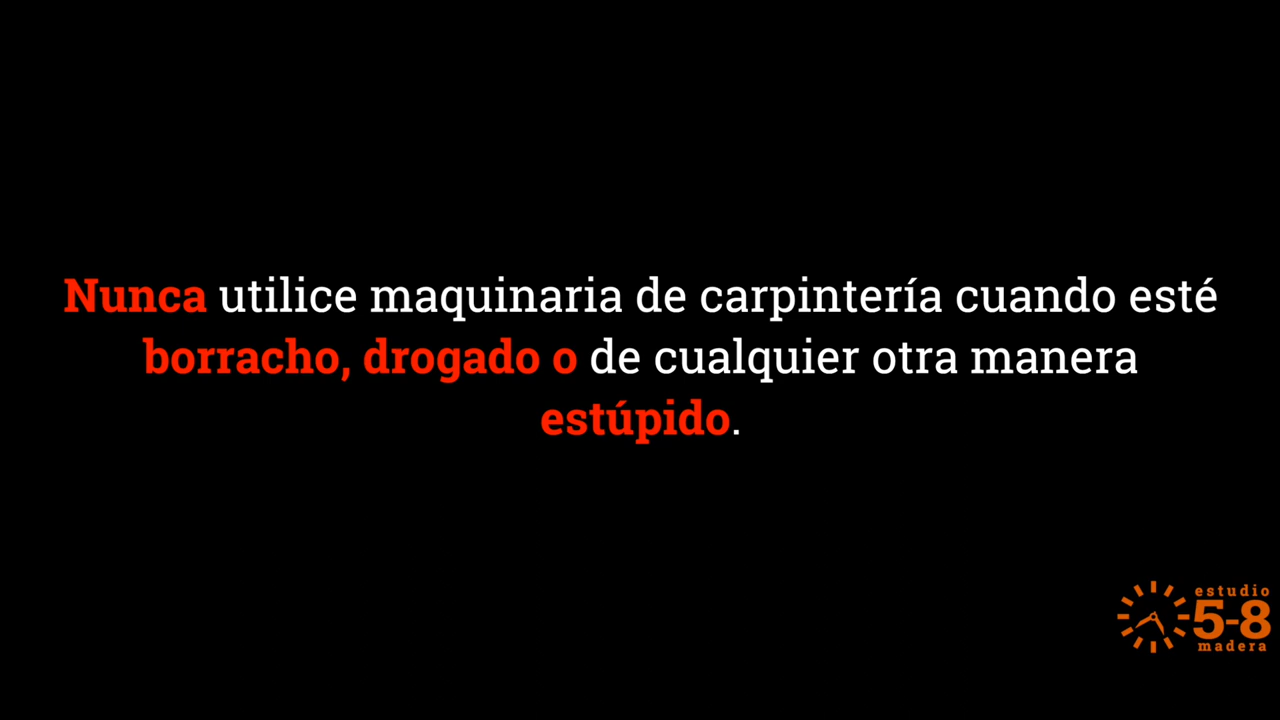 Nunca utilice maquinaria de carpintería cuando esté
borracho, drogado o de cualquier otra manera
estúpido.
estudio
5-8
madera